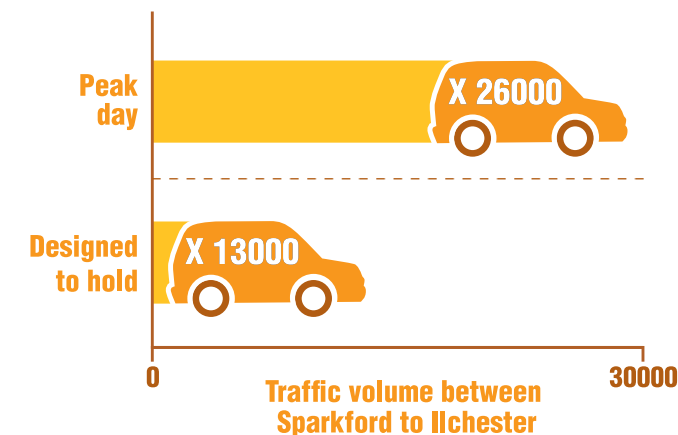 Peak
day
X 26000
Designed
to hold
X 13000
0
30000
Traffic volume between
Sparkford to Ilchester